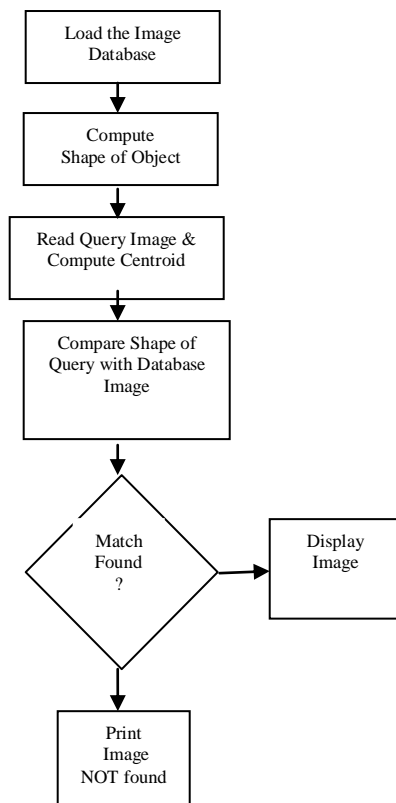 Load the Image
Database
Compute
Shape of Object
Read Query Image &
Compute Centroid
Compare Shape of
Query with Database
Image
Match
Found
?
Display
Image
Print
Image
NOT found